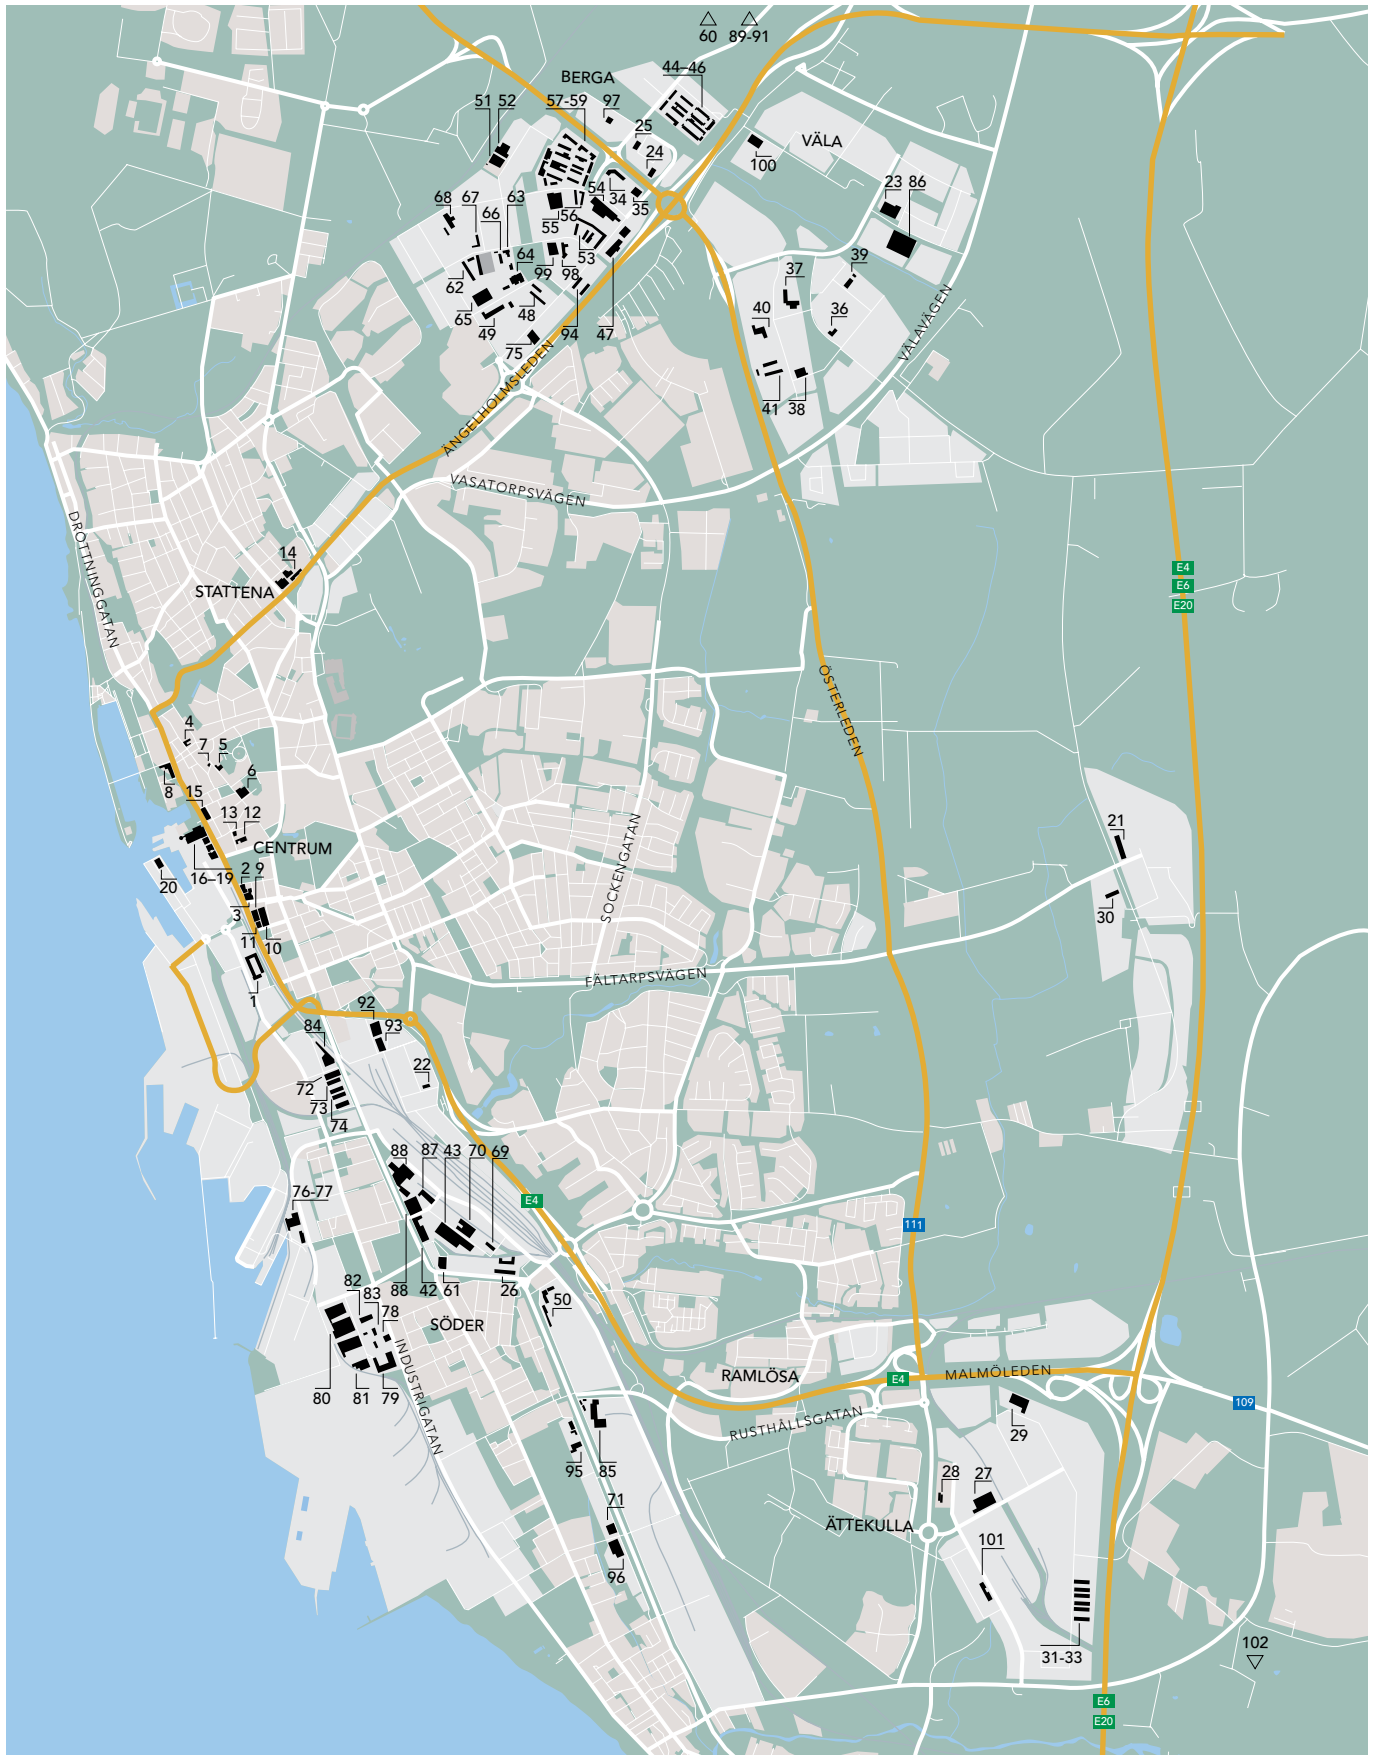 60 89-91
BERGA
44–46
51 52
57-59
97
25
24
VÄLA
100
23 86
68
67
66
63
54
34
35
55
56
53
64
99
98
39
37
62
65
49
48
40
36
94
47
75
VÄLAVÄGEN
ÄNGELHOLMSLEDEN
41 38
VASATORPSVÄGEN
DROTTNINGGATAN
14
STATTENA
E4
E6
E20
ÖSTERLEDEN
4
7 5
6
8
15
13 12
CENTRUM
16–19
20
2 9
3
11 10
1
SOCKENGATAN
21
30
FÄLTARPSVÄGEN
92
93
84
22
72
73
74
88 87 43 70 69
E4
76-77
111
88 42 61
26
82
83
78
50
SÖDER
INDUSTRIGATAN
80 81 79
RAMLÖSA
E4
MALMÖLEDEN
109
RUSTHÅLLSGATAN
29
95 85
28 27
71
ÄTTEKULLA
101
96
31-33
102
E6
E20